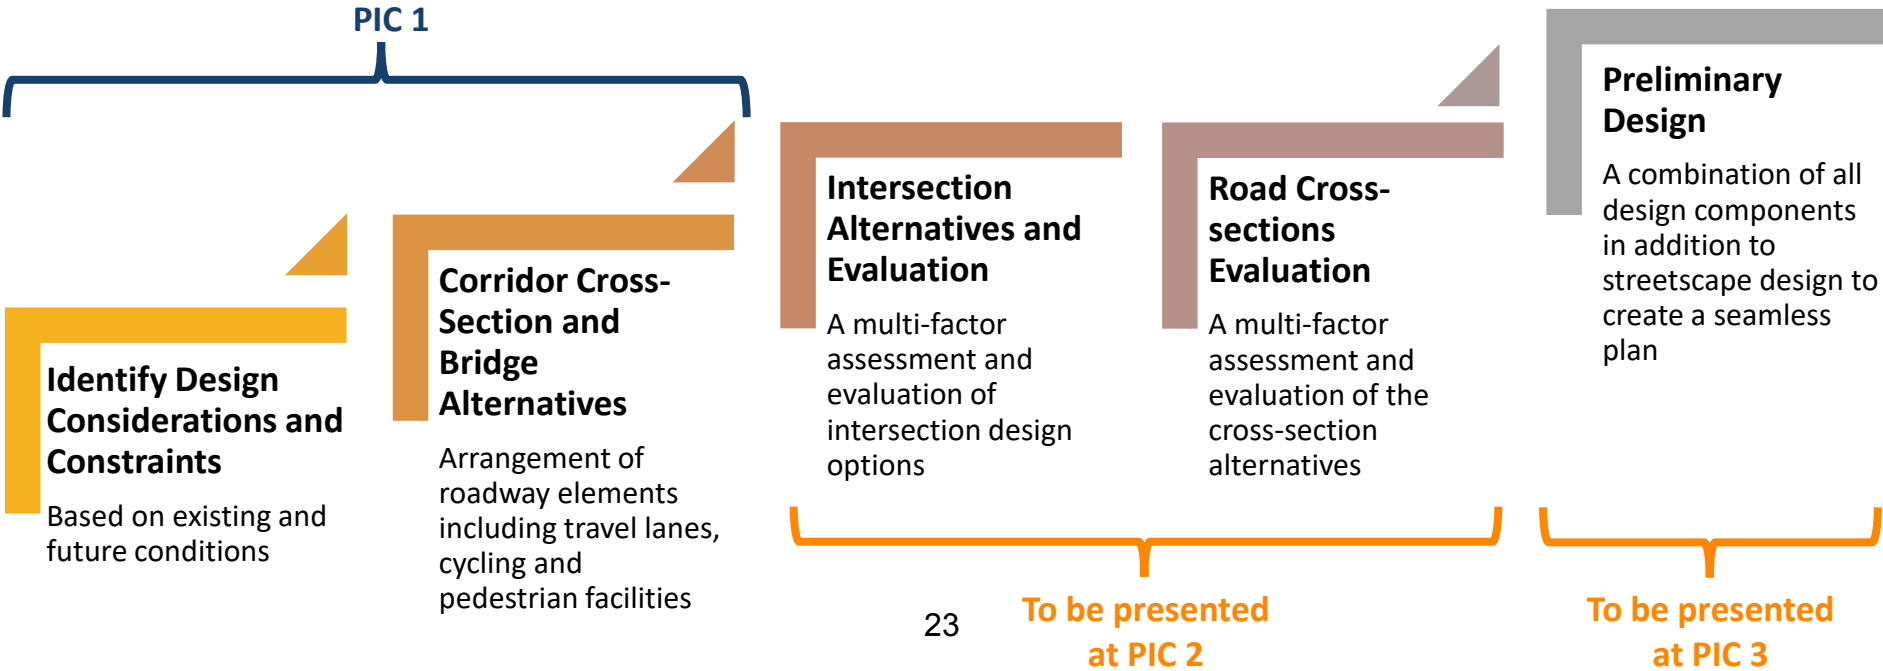 PIC 1
Identify Design
Considerations and
Constraints
Based on existing and
future conditions
Corridor Cross-
Section and
Bridge
Alternatives
Arrangement of
roadway elements
including travel lanes,
cycling and
pedestrian facilities
Intersection
Alternatives and
Evaluation
A multi-factor
assessment and
evaluation of
intersection design
options
Road Cross-
sections
Evaluation
A multi-factor
assessment and
evaluation of the
cross-section
alternatives
Preliminary
Design
A combination of all
design components
in addition to
streetscape design to
create a seamless
plan
To be presented
at PIC 2
To be presented
at PIC 3
23